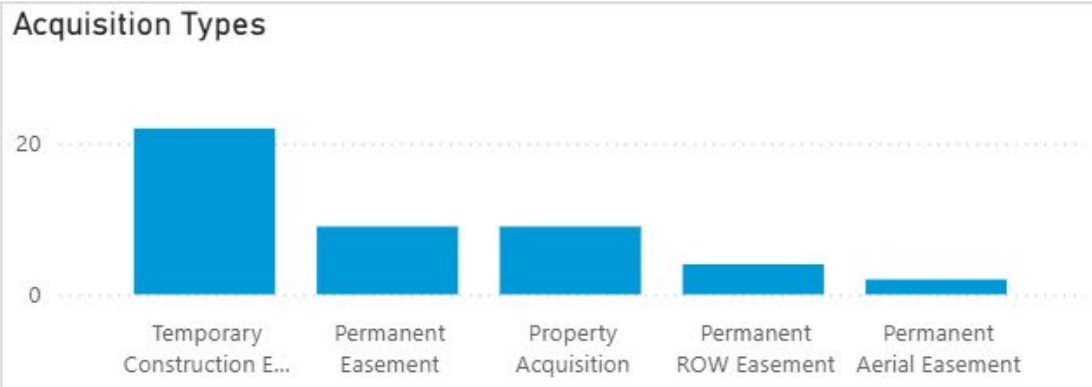 Acquisition Types
20
0
Temporary
Construction E...
Permanent
Easement
Property
Acquisition
Permanent
ROW Easement
Permanent
Aerial Easement